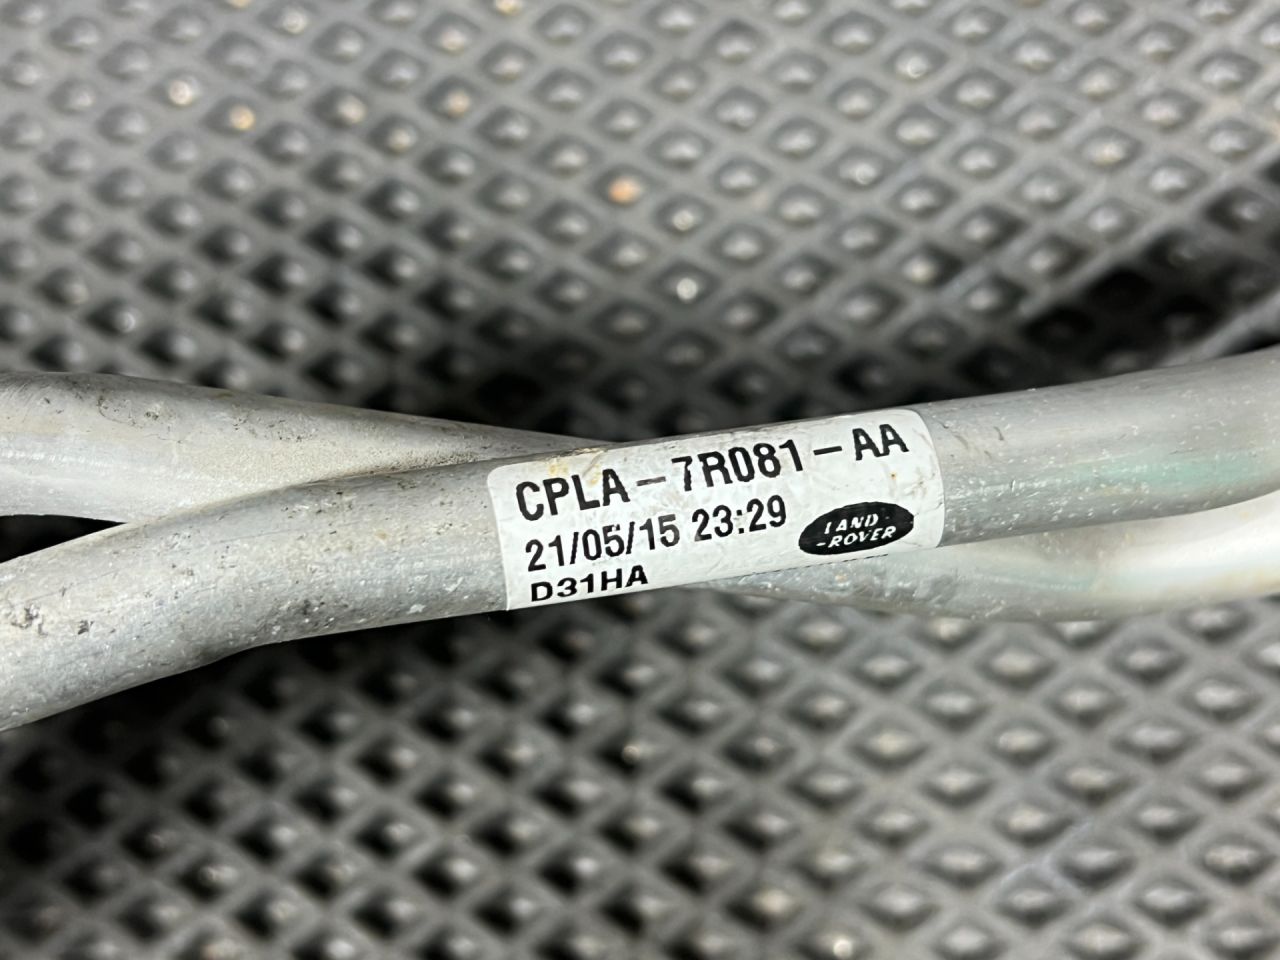 CPLA-7R081-AA
21/05/15 23:29
LAND-
-ROVER
D31HA